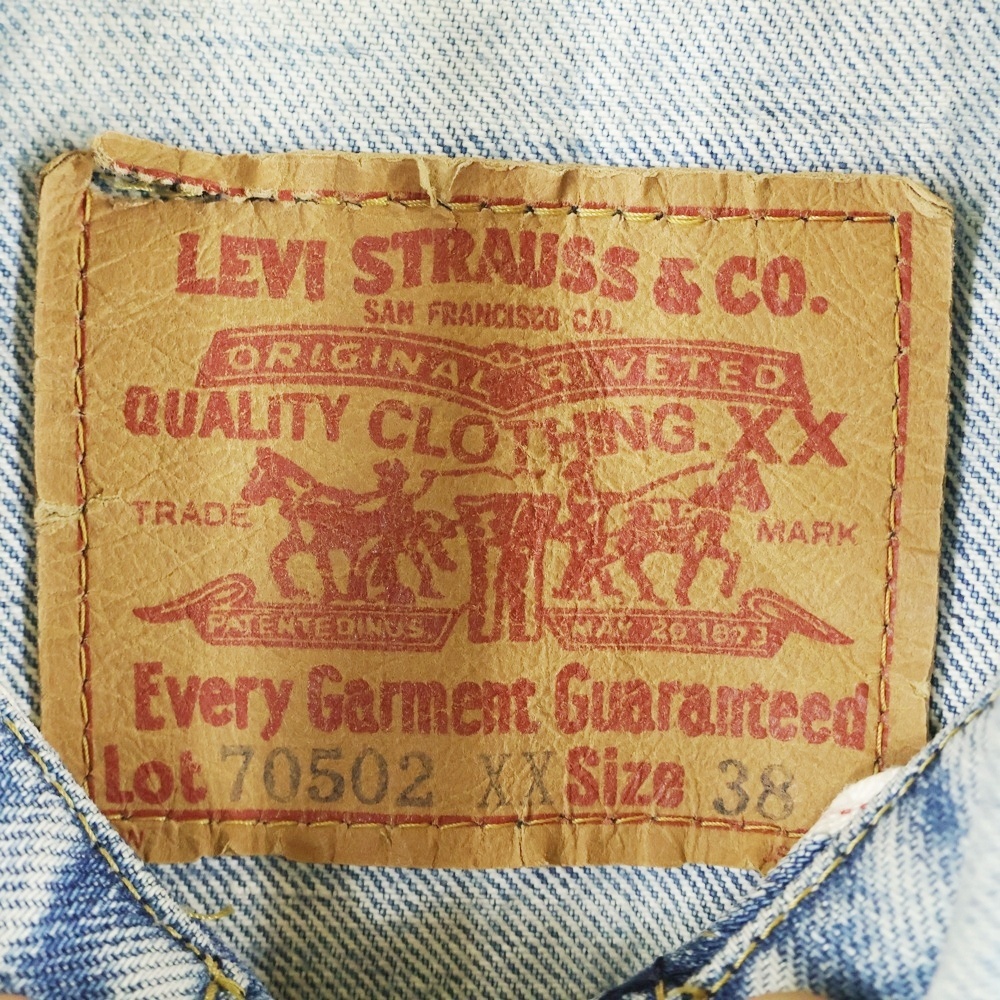 LEVI STRAUSS & CO.
SAN FRANCISCO CAL.
ORIGINAL RIVETED
QUALITY CLOTHING. XX
TRADE MARK
PATENTED IN U.S. MAY 20 1873
Every Garment Guaranteed
Lot 70502 XX Size 38